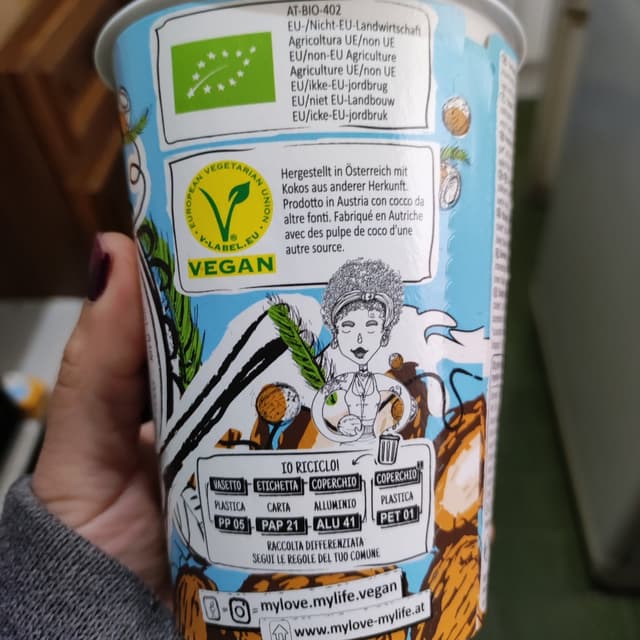 AT-BIO-402
EU-/Nicht-EU-Landwirtschaft
Agricoltura UE/non UE
EU/non-EU Agriculture
Agriculture UE/non UE
EU/ikke-EU-jordbrug
EU/niet EU-Landbouw
EU/icke-EU-jordbruk
EUROPEAN VEGETARIAN UNION
V-LABEL.EU
VEGAN
Hergestellt in Österreich mit
Kokos aus anderer Herkunft.
Prodotto in Austria con cocco da
altre fonti. Fabriqué en Autriche
avec des pulpe de coco d'une
autre source.
IO RICICLO!
VASETTO ETICHETTA COPERCHIO COPERCHIO
PLASTICA CARTA ALLUMINIO PLASTICA
PP 05 PAP 21 ALU 41 PET 01
RACCOLTA DIFFERENZIATA
SEGUI LE REGOLE DEL TUO COMUNE
mylove.mylife.vegan
www.mylove-mylife.at